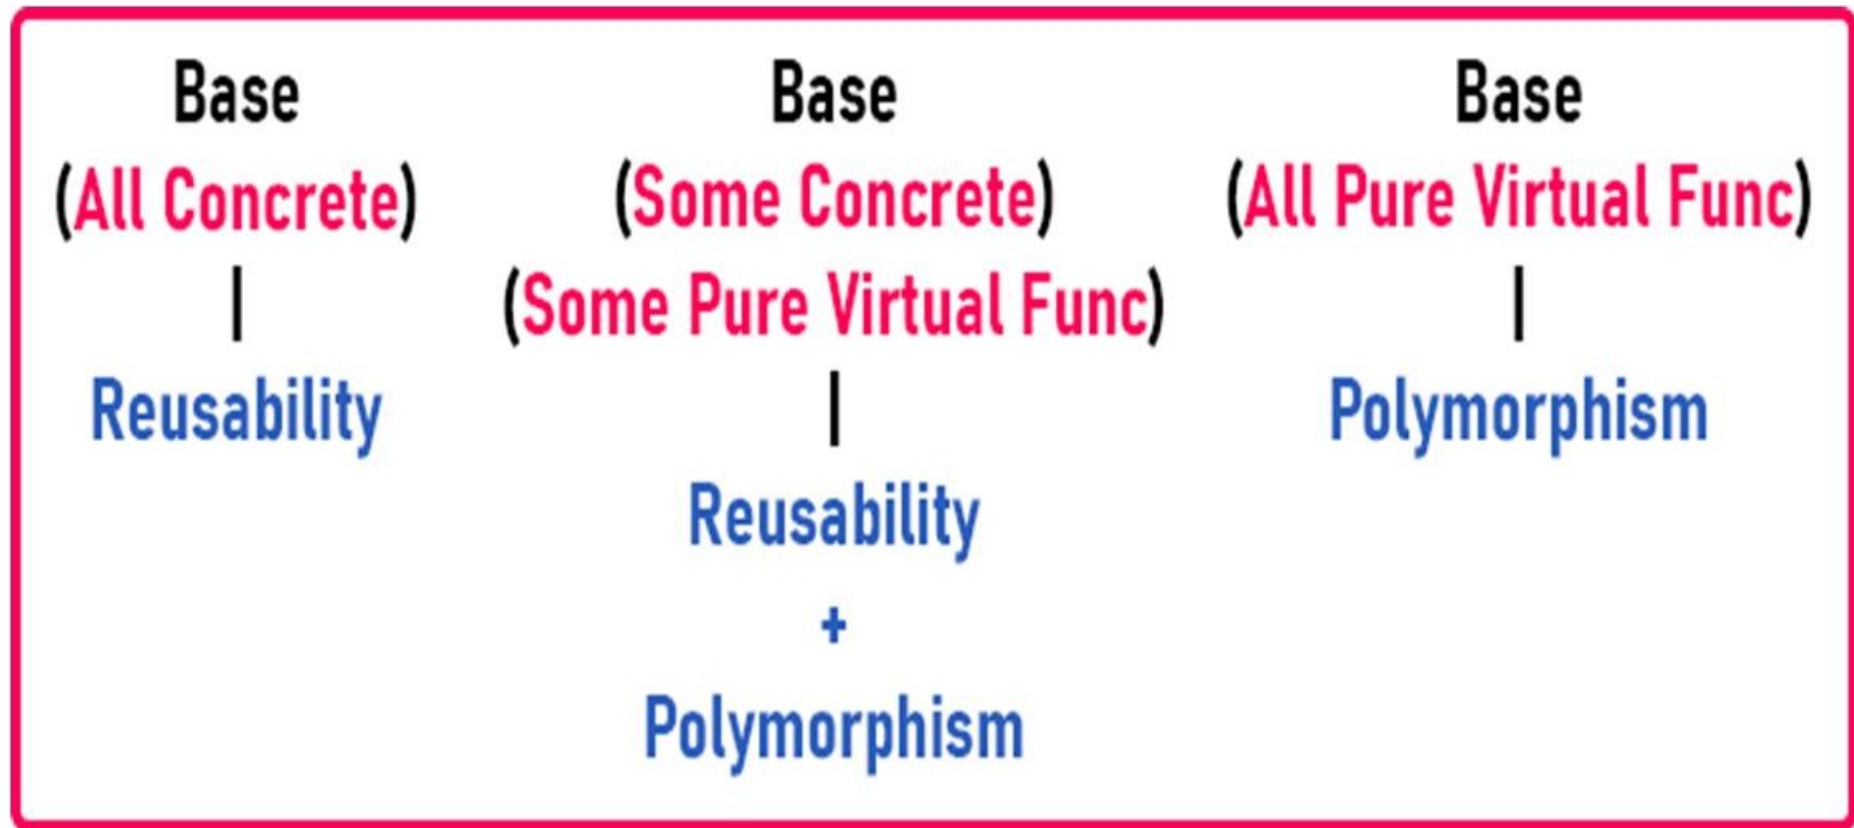 Base
(All Concrete)
|
Reusability
Base
(Some Concrete)
(Some Pure Virtual Func)
|
Reusability
+
Polymorphism
Base
(All Pure Virtual Func)
|
Polymorphism